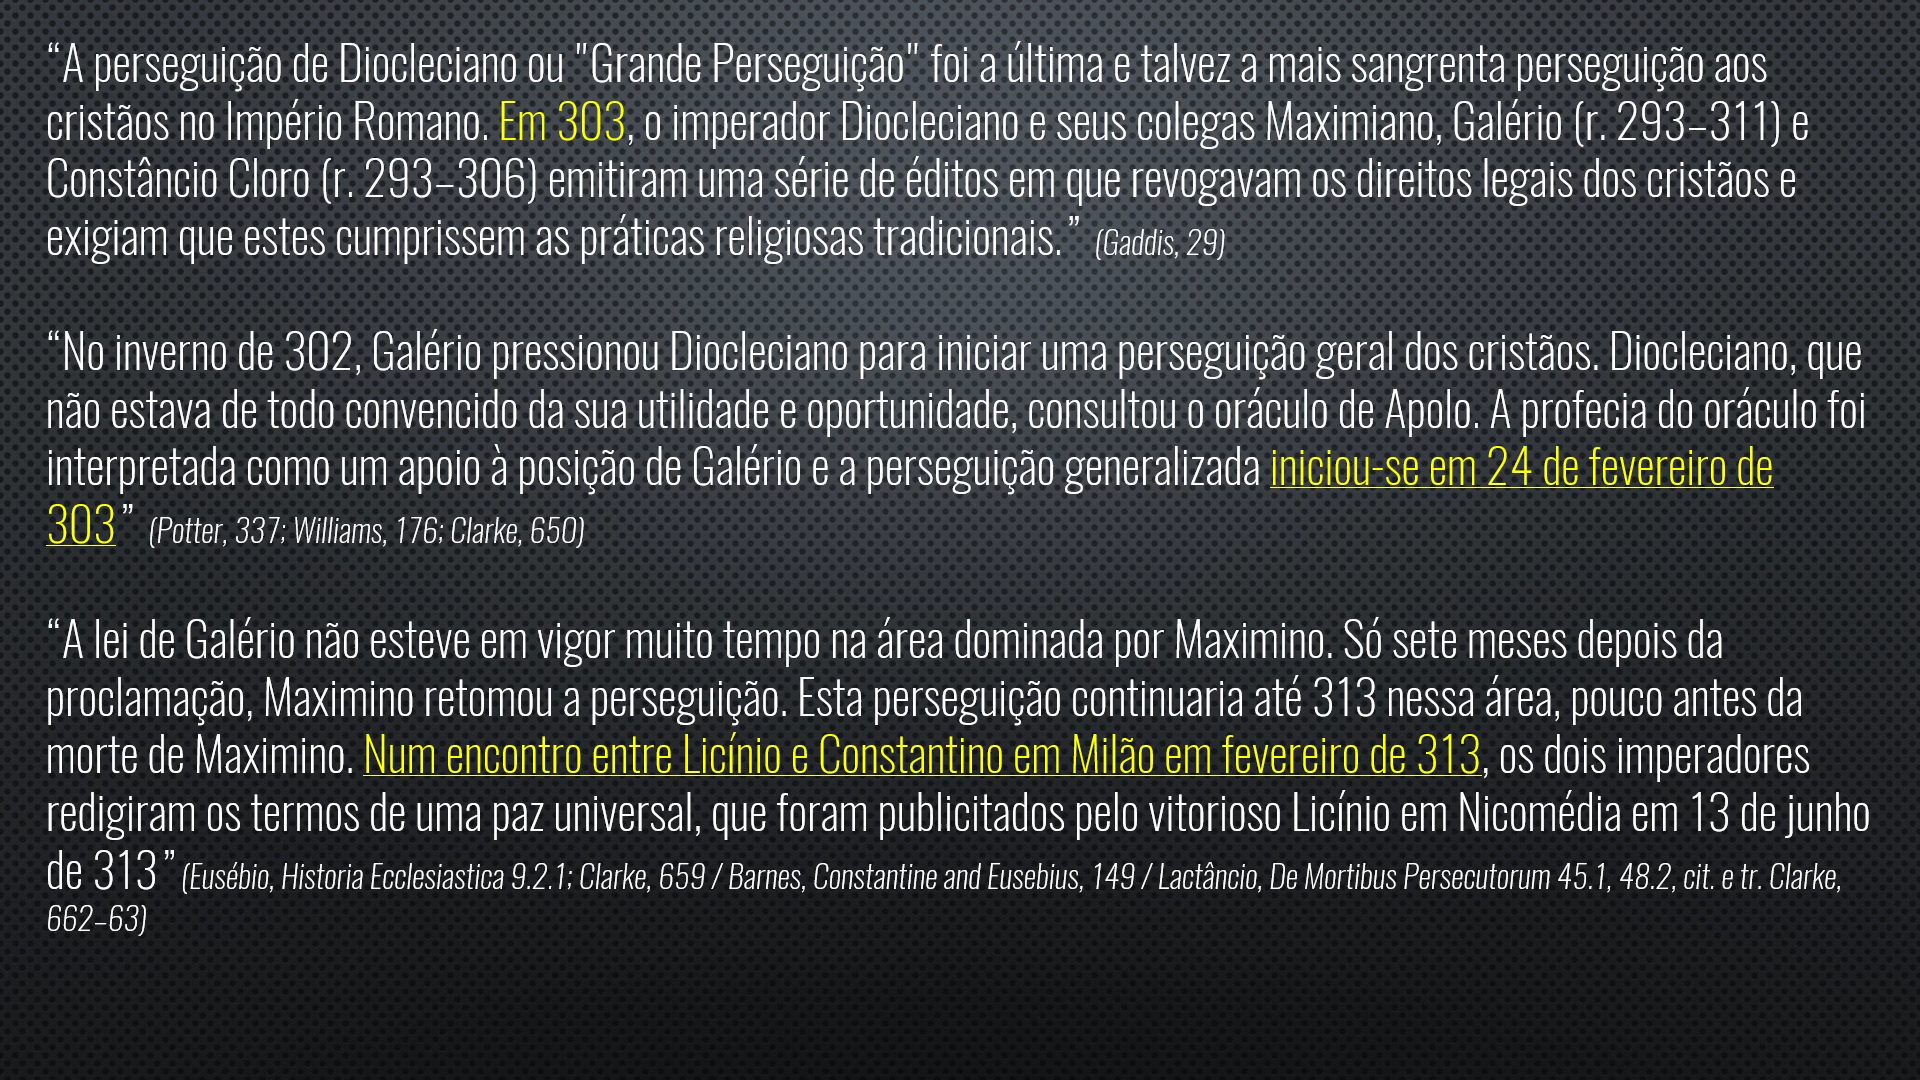 “A perseguição de Diocleciano ou "Grande Perseguição" foi a última e talvez a mais sangrenta perseguição aos
cristãos no Império Romano. Em 303, o imperador Diocleciano e seus colegas Maximiano, Galério (r. 293–311) e
Constâncio Cloro (r. 293–306) emitiram uma série de éditos em que revogavam os direitos legais dos cristãos e
exigiam que estes cumprissem as práticas religiosas tradicionais.” (Gaddis, 29)
“No inverno de 302, Galério pressionou Diocleciano para iniciar uma perseguição geral dos cristãos. Diocleciano, que
não estava de todo convencido da sua utilidade e oportunidade, consultou o oráculo de Apolo. A profecia do oráculo foi
interpretada como um apoio à posição de Galério e a perseguição generalizada iniciou-se em 24 de fevereiro de
303” (Potter, 337; Williams, 176; Clarke, 650)
“A lei de Galério não esteve em vigor muito tempo na área dominada por Maximino. Só sete meses depois da
proclamação, Maximino retomou a perseguição. Esta perseguição continuaria até 313 nessa área, pouco antes da
morte de Maximino. Num encontro entre Licínio e Constantino em Milão em fevereiro de 313, os dois imperadores
redigiram os termos de uma paz universal, que foram publicitados pelo vitorioso Licínio em Nicomédia em 13 de junho
de 313” (Eusébio, Historia Ecclesiastica 9.2.1; Clarke, 659 / Barnes, Constantine and Eusebius, 149 / Lactâncio, De Mortibus Persecutorum 45.1, 48.2, cit. e tr. Clarke,
662–63)